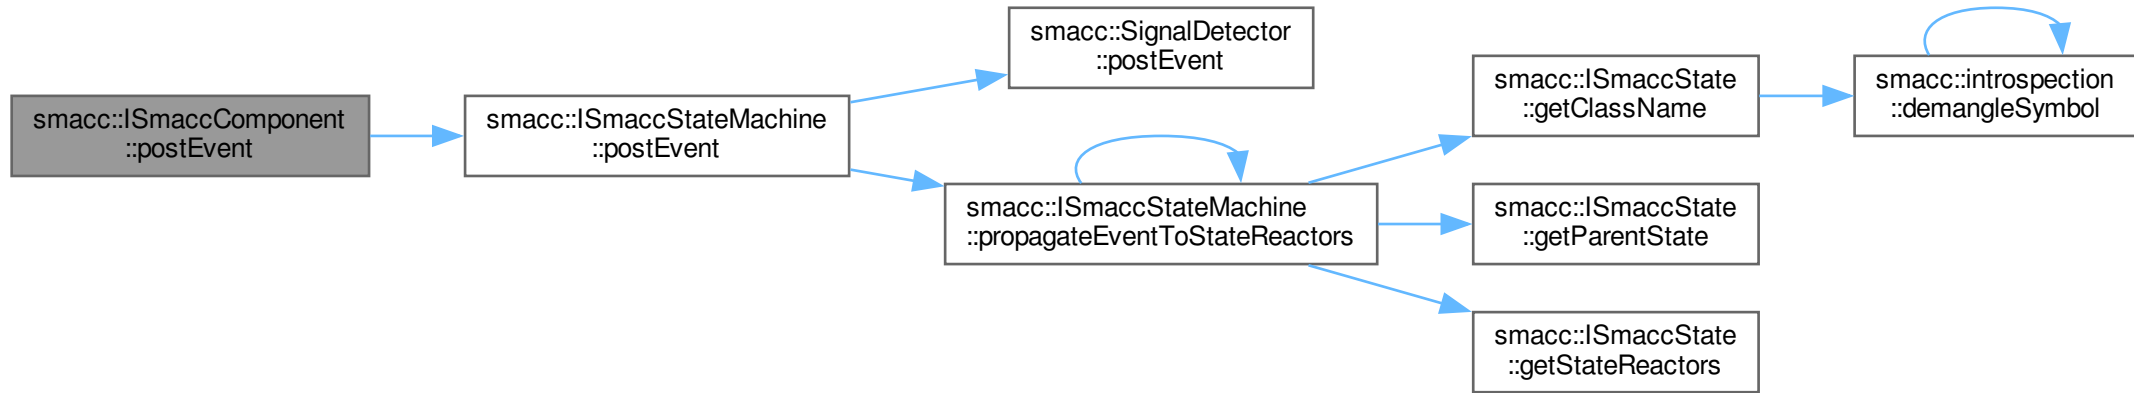 smacc::ISmaccComponent
::postEvent
smacc::ISmaccStateMachine
::postEvent
smacc::SignalDetector
::postEvent
smacc::ISmaccStateMachine
::propagateEventToStateReactors
smacc::ISmaccState
::getClassName
smacc::introspection
::demangleSymbol
smacc::ISmaccState
::getParentState
smacc::ISmaccState
::getStateReactors